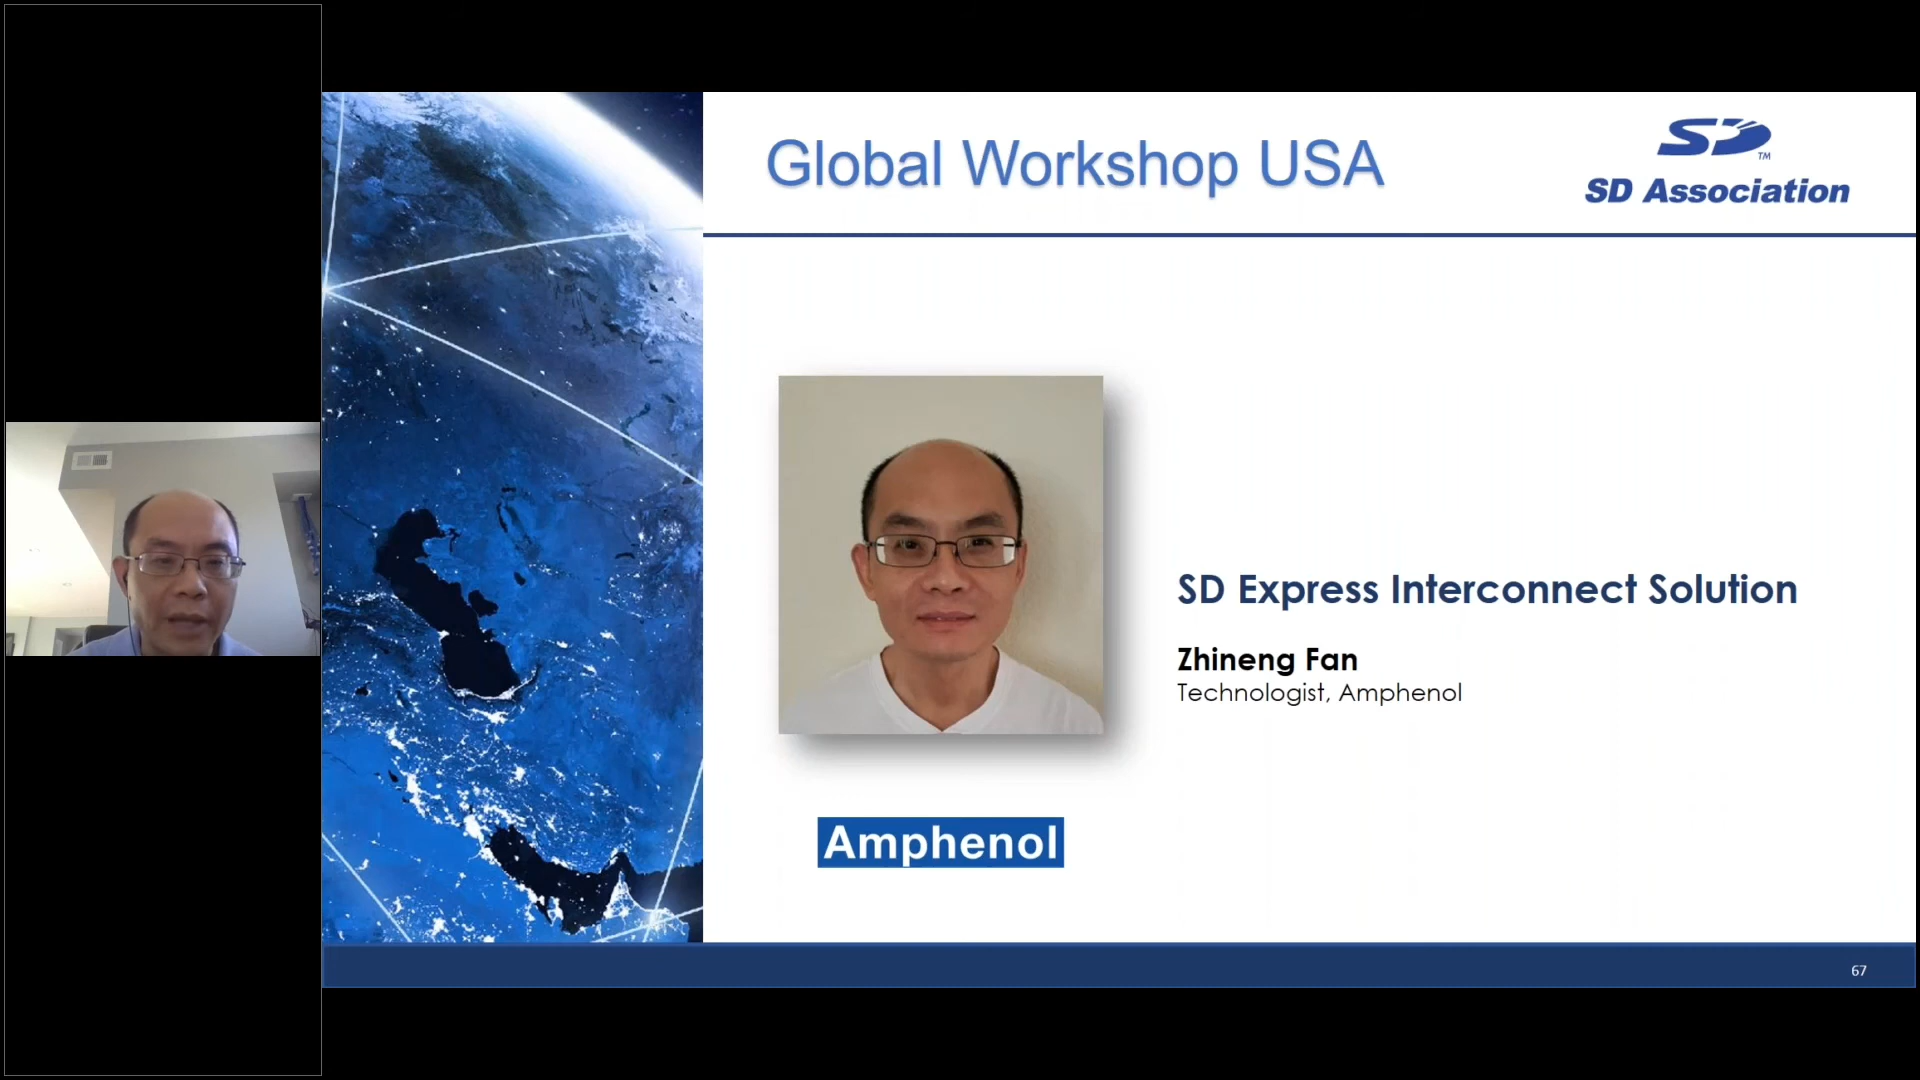 Global Workshop USA
SD
TM
SD Association
SD Express Interconnect Solution
Zhineng Fan
Technologist, Amphenol
Amphenol
67